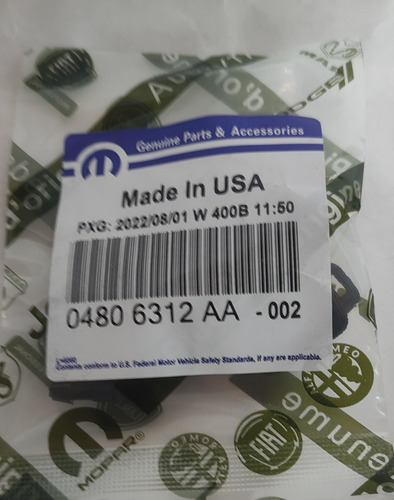 Genuine Parts & Accessories
Made In USA
PXG: 2022/08/01 W 400B 11:50
0480 6312 AA - 002
Contents conform to U.S. Federal Motor Vehicle Safety Standards, if any are applicable.
FIAT
MOPAR®
FIAT